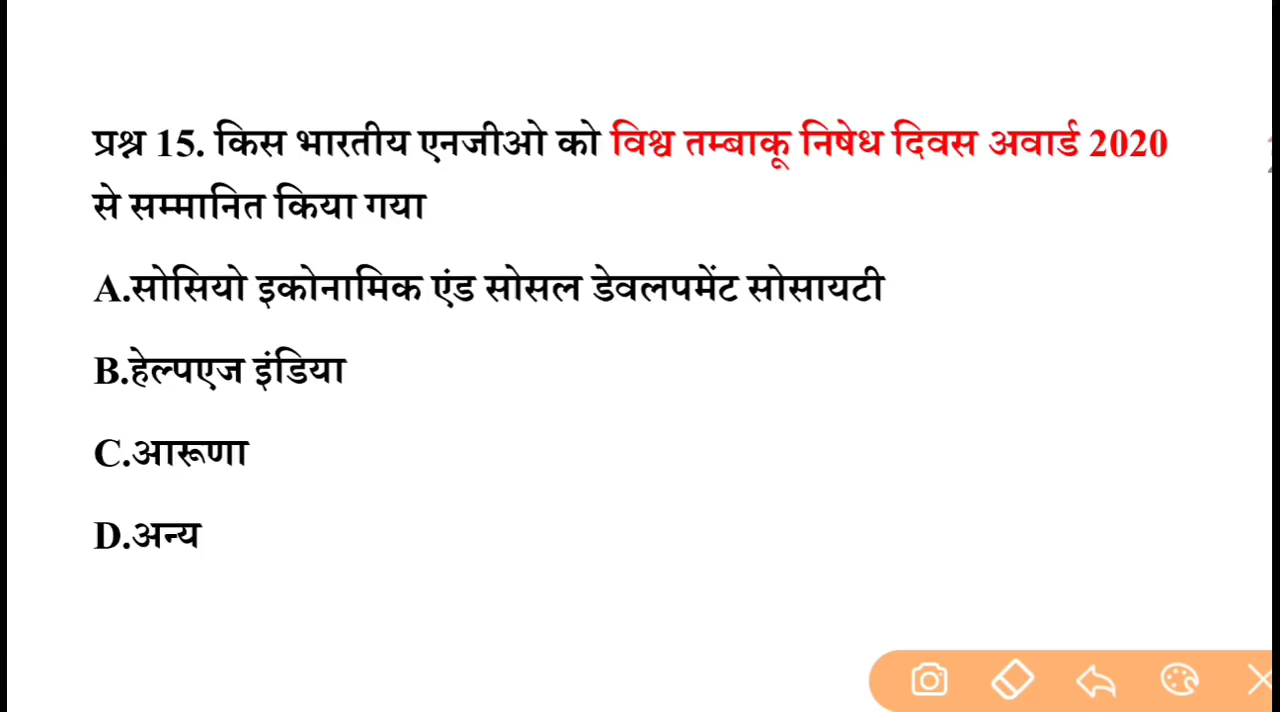 प्रश्न 15. किस भारतीय एनजीओ को विश्व तम्बाकू निषेध दिवस अवार्ड 2020
से सम्मानित किया गया
A.सोसियो इकोनामिक एंड सोसल डेवलपमेंट सोसायटी
B.हेल्पएज इंडिया
C.आरूणा
D.अन्य